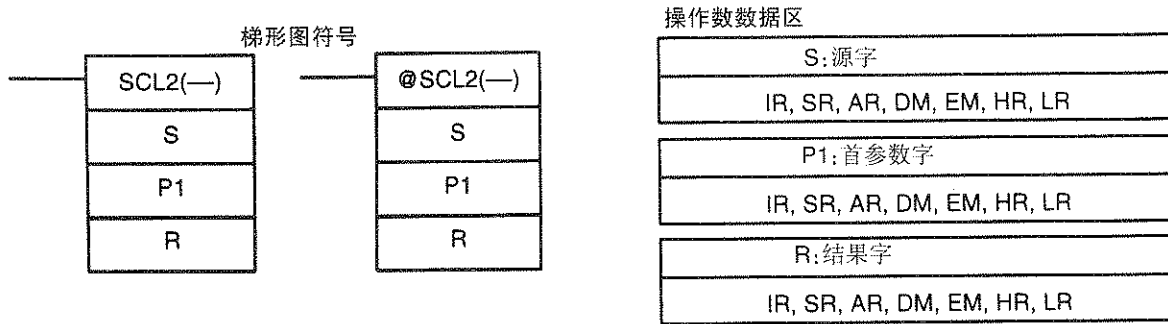 梯形图符号
SCL2(—)
S
P1
R
@SCL2(—)
S
P1
R
操作数数据区
S:源字
IR, SR, AR, DM, EM, HR, LR
P1:首参数字
IR, SR, AR, DM, EM, HR, LR
R:结果字
IR, SR, AR, DM, EM, HR, LR